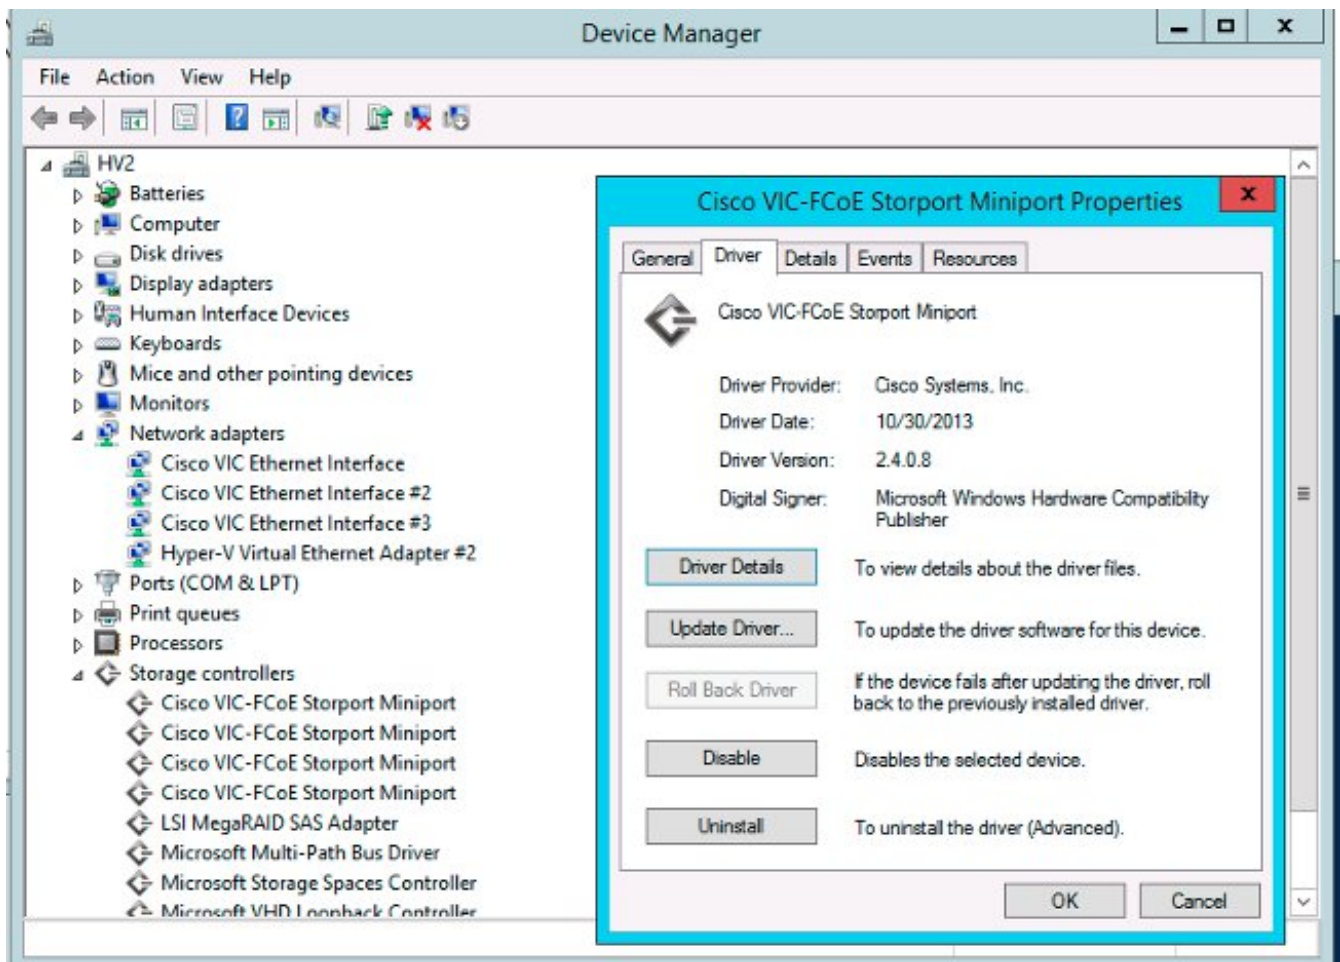 Device Manager
File Action View Help
HV2
Batteries
Computer
Disk drives
Display adapters
Human Interface Devices
Keyboards
Mice and other pointing devices
Monitors
Network adapters
Cisco VIC Ethernet Interface
Cisco VIC Ethernet Interface #2
Cisco VIC Ethernet Interface #3
Hyper-V Virtual Ethernet Adapter #2
Ports (COM & LPT)
Print queues
Processors
Storage controllers
Cisco VIC-FCoE Storport Miniport
Cisco VIC-FCoE Storport Miniport
Cisco VIC-FCoE Storport Miniport
Cisco VIC-FCoE Storport Miniport
LSI MegaRAID SAS Adapter
Microsoft Multi-Path Bus Driver
Microsoft Storage Spaces Controller
Microsoft VHD Loopback Controller
Cisco VIC-FCoE Storport Miniport Properties
x
General Driver Details Events Resources
Cisco VIC-FCoE Storport Miniport
Driver Provider: Cisco Systems, Inc.
Driver Date: 10/30/2013
Driver Version: 2.4.0.8
Digital Signer: Microsoft Windows Hardware Compatibility
Publisher
Driver Details To view details about the driver files.
Update Driver... To update the driver software for this device.
Roll Back Driver If the device fails after updating the driver, roll
back to the previously installed driver.
Disable Disables the selected device.
Uninstall To uninstall the driver (Advanced).
OK Cancel